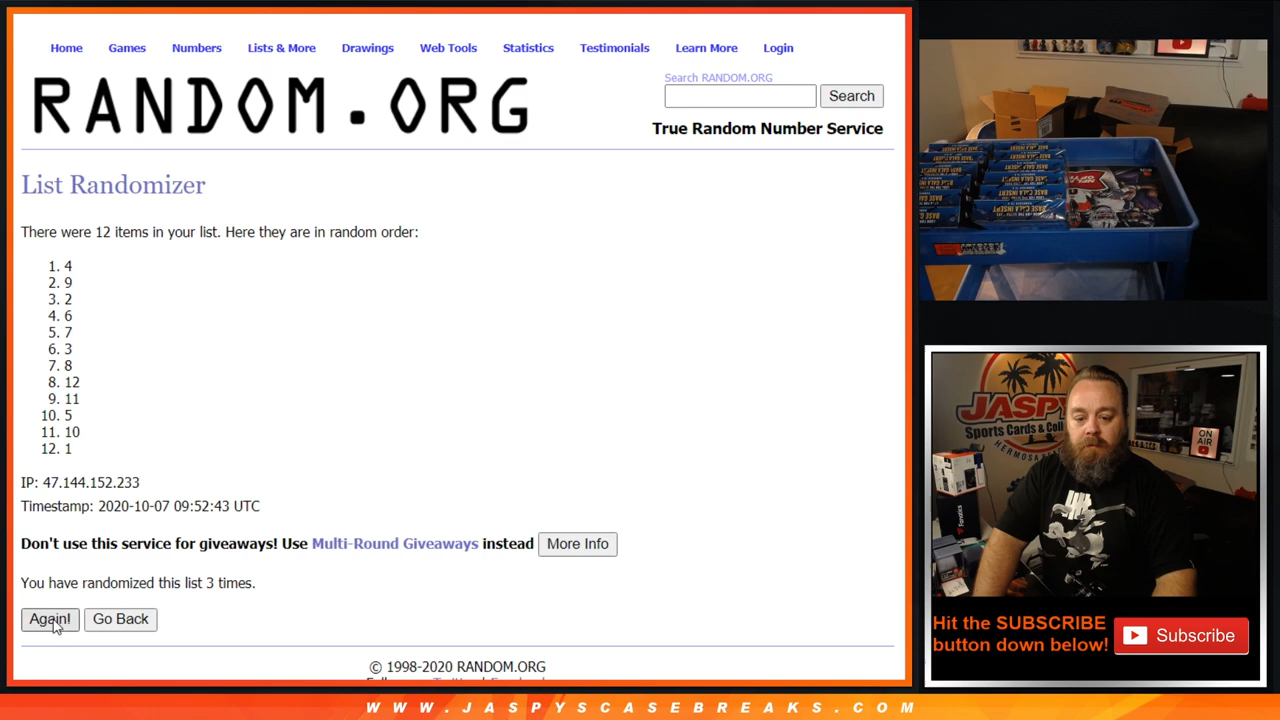 Home Games Numbers Lists & More Drawings Web Tools Statistics Testimonials Learn More Login
RANDOM.ORG
Search RANDOM.ORG
Search
True Random Number Service
List Randomizer
There were 12 items in your list. Here they are in random order:
1. 4
2. 9
3. 2
4. 6
5. 7
6. 3
7. 8
8. 12
9. 11
10. 5
11. 10
12. 1
IP: 47.144.152.233
Timestamp: 2020-10-07 09:52:43 UTC
Don't use this service for giveaways! Use Multi-Round Giveaways instead More Info
You have randomized this list 3 times.
Again! Go Back
© 1998-2020 RANDOM.ORG
BASE GALA INSERT
JASPY
Sports Cards & Coll
HERMOSA
ON
AIR
Fanatics
Hit the SUBSCRIBE
button down below!
Subscribe
WWW.JASPYSCASEBREAKS.COM